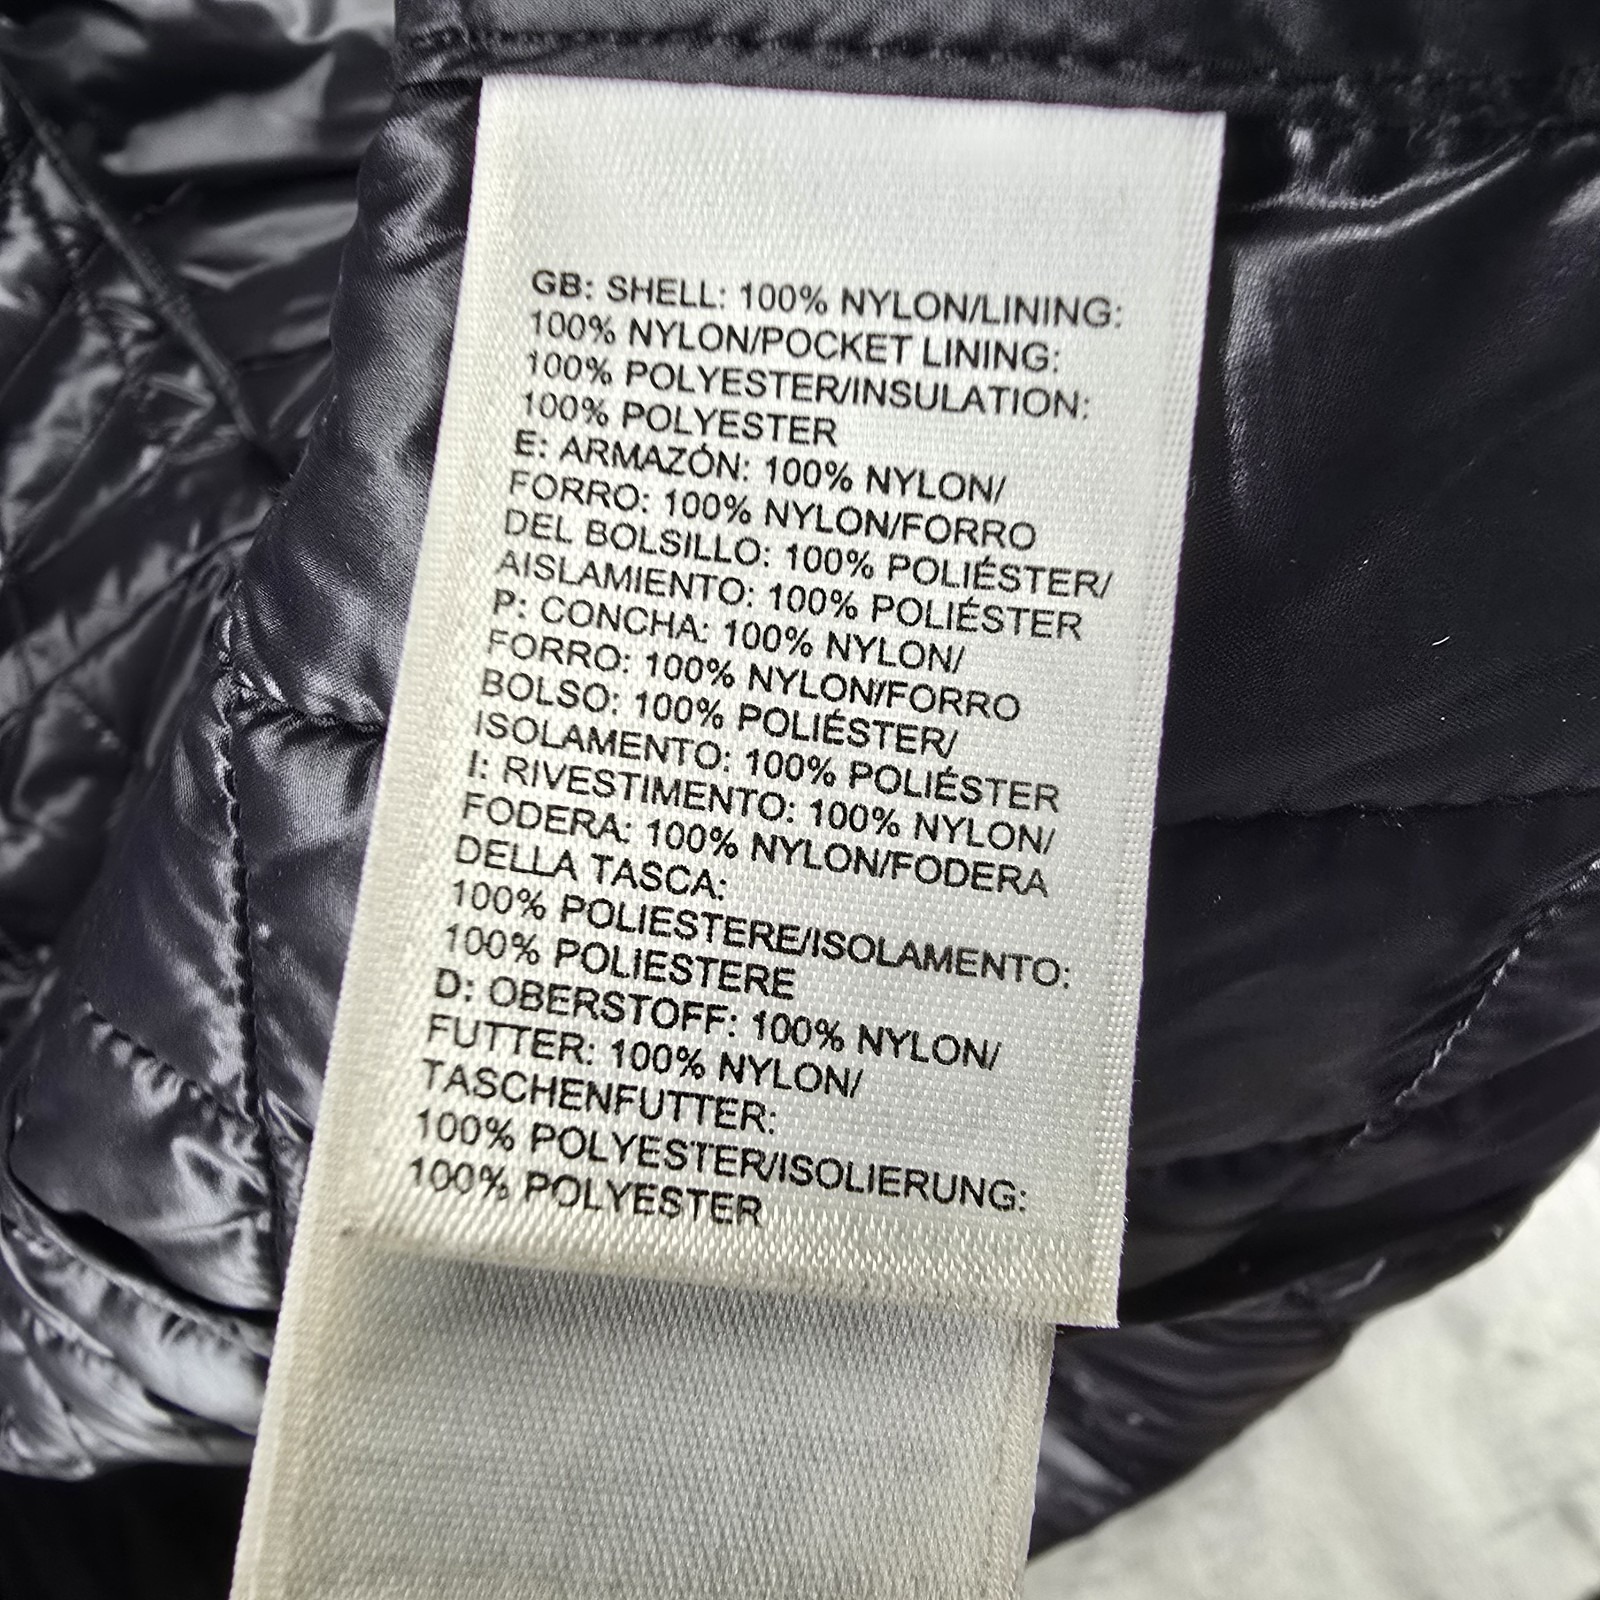 GB: SHELL: 100% NYLON/LINING:
100% NYLON/POCKET LINING:
100% POLYESTER/INSULATION:
100% POLYESTER
E: ARMAZÓN: 100% NYLON/
FORRO: 100% NYLON/FORRO
DEL BOLSILLO: 100% POLIÉSTER/
AISLAMIENTO: 100% POLIÉSTER
P: CONCHA: 100% NYLON/
FORRO: 100% NYLON/FORRO
BOLSO: 100% POLIÉSTER/
ISOLAMENTO: 100% POLIÉSTER
I: RIVESTIMENTO: 100% NYLON/
FODERA: 100% NYLON/FODERA
DELLA TASCA:
100% POLIESTERE/ISOLAMENTO:
100% POLIESTERE
D: OBERSTOFF: 100% NYLON/
FUTTER: 100% NYLON/
TASCHENFUTTER:
100% POLYESTER/ISOLIERUNG:
100% POLYESTER